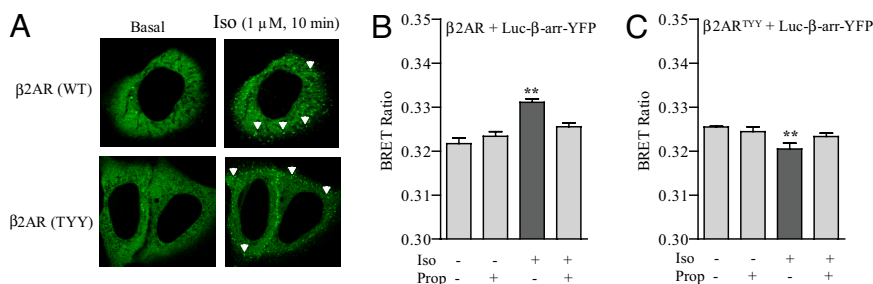 A
Basal
Iso (1 μM, 10 min)
β2AR (WT)
β2AR (TYY)
B
β2AR + Luc-β-arr-YFP
BRET Ratio
0.35
0.34
0.33
0.32
0.31
0.30
**
Iso - - + +
Prop - + - +
C
β2ARTYY + Luc-β-arr-YFP
BRET Ratio
0.35
0.34
0.33
0.32
0.31
0.30
**
Iso - - + +
Prop - + - +